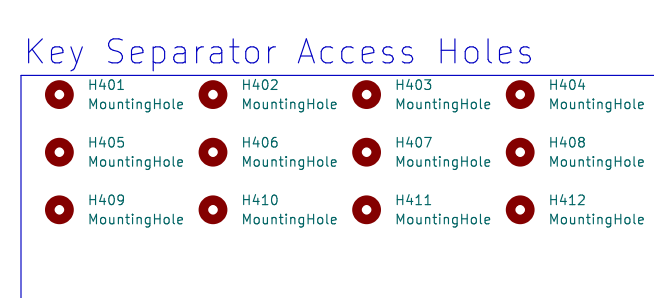 Key Separator Access Holes
H401 H402 H403 H404
MountingHole MountingHole MountingHole MountingHole
H405 H406 H407 H408
MountingHole MountingHole MountingHole MountingHole
H409 H410 H411 H412
MountingHole MountingHole MountingHole MountingHole